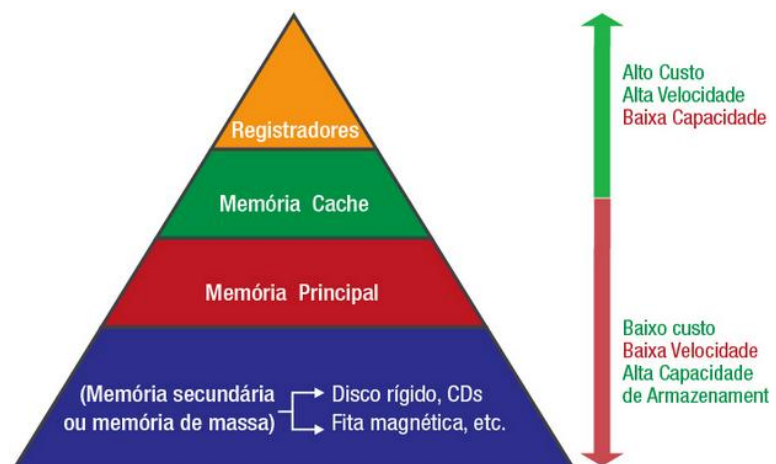 Registradores
Memória Cache
Memória Principal
(Memória secundária
ou memória de massa)
Disco rígido, CDs
Fita magnética, etc.
Alto Custo
Alta Velocidade
Baixa Capacidade
Baixo custo
Baixa Velocidade
Alta Capacidade
de Armazenament